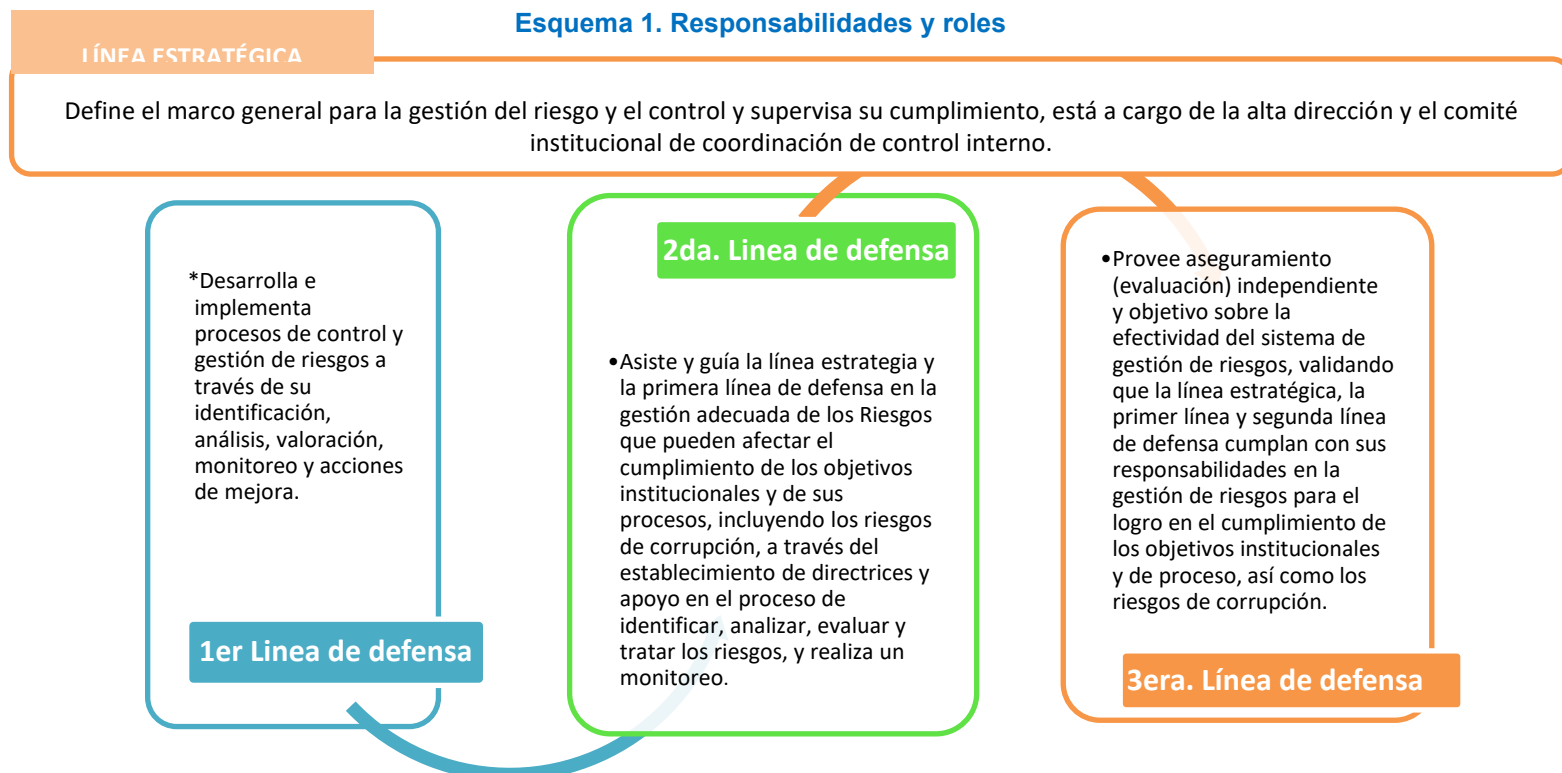 Esquema 1. Responsabilidades y roles
LÍNEA ESTRATÉGICA
Define el marco general para la gestión del riesgo y el control y supervisa su cumplimiento, está a cargo de la alta dirección y el comité
institucional de coordinación de control interno.
*Desarrolla e
implementa
procesos de control y
gestión de riesgos a
través de su
identificación,
análisis, valoración,
monitoreo y acciones
de mejora.
1er Linea de defensa
2da. Linea de defensa
•Asiste y guía la línea estrategia y
la primera línea de defensa en la
gestión adecuada de los Riesgos
que pueden afectar el
cumplimiento de los objetivos
institucionales y de sus
procesos, incluyendo los riesgos
de corrupción, a través del
establecimiento de directrices y
apoyo en el proceso de
identificar, analizar, evaluar y
tratar los riesgos, y realiza un
monitoreo.
•Provee aseguramiento
(evaluación) independiente
y objetivo sobre la
efectividad del sistema de
gestión de riesgos, validando
que la línea estratégica, la
primer línea y segunda línea
de defensa cumplan con sus
responsabilidades en la
gestión de riesgos para el
logro en el cumplimiento de
los objetivos institucionales
y de proceso, así como los
riesgos de corrupción.
3era. Línea de defensa